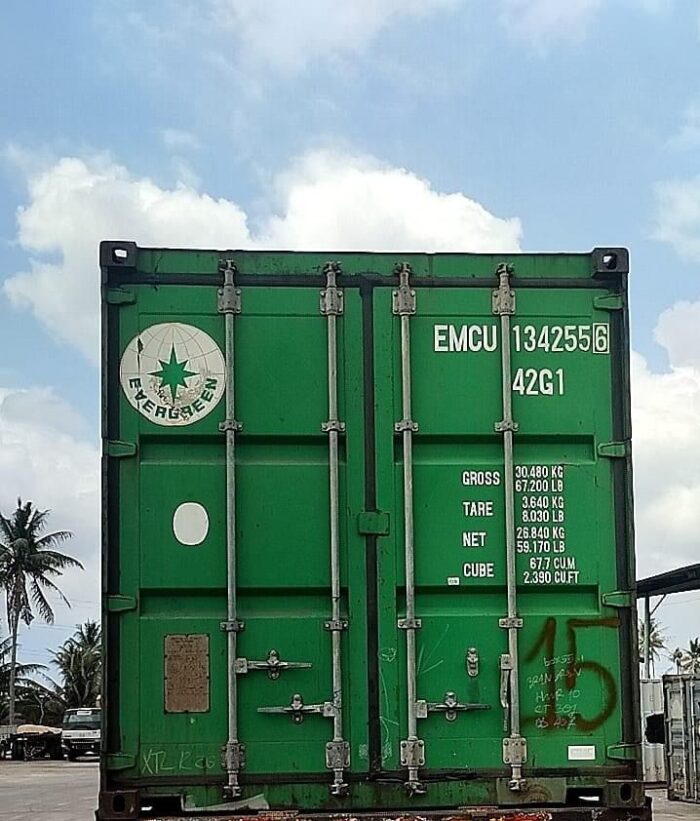 EMCU 134255 6
42G1
EVERGREEN
GROSS 30.480 KG
67.200 LB
TARE 3.640 KG
8.030 LB
NET 26.840 KG
59.170 LB
CUBE 67.7 CU.M
2.390 CU.FT
15